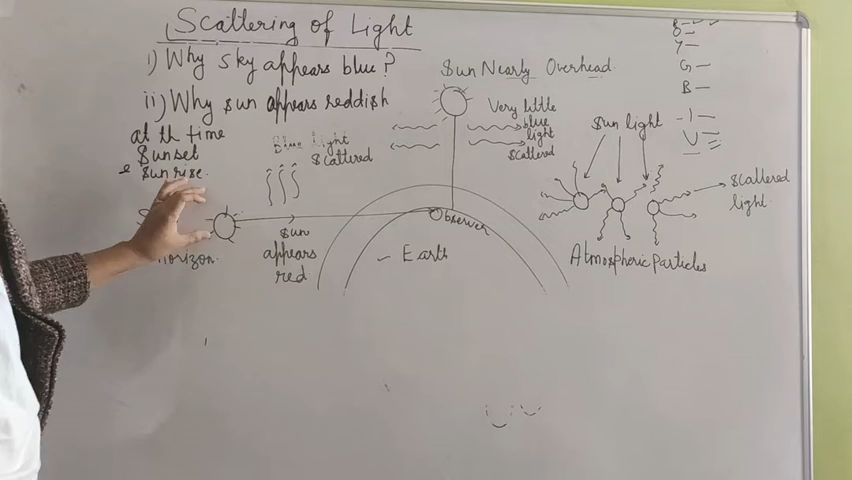 Scattering of Light
i) Why sky appears blue?
ii) Why sun appears reddish
at th time
Sunset
Sunrise.
horizon.
Sun
appears
red
Light
Scattered
Sun Nearly Overhead
Very little
blue
light
Scattered
Observer
Earth
Sun light
Scattered
light
Atmospheric Particles
R –
O –
Y –
G –
B –
I –
V –